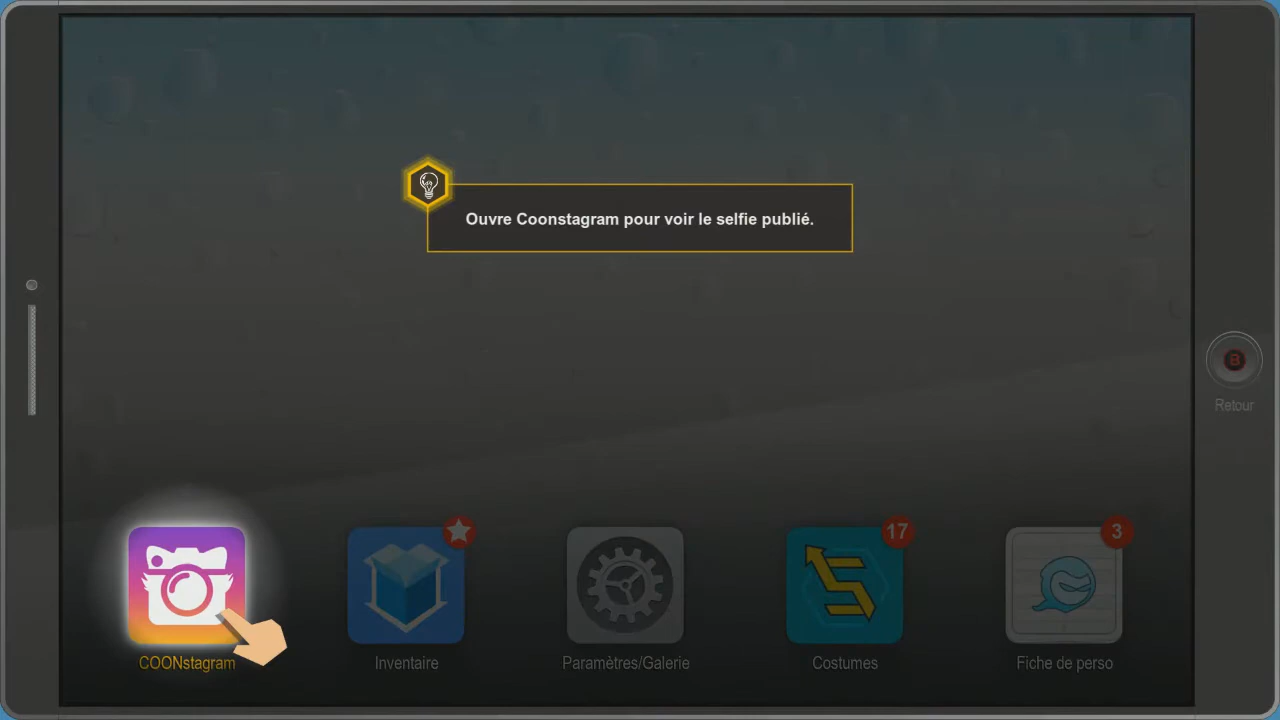 Ouvre Coonstagram pour voir le selfie publié.
B
Retour
17
3
COONstagram
Inventaire
Paramètres/Galerie
Costumes
Fiche de perso